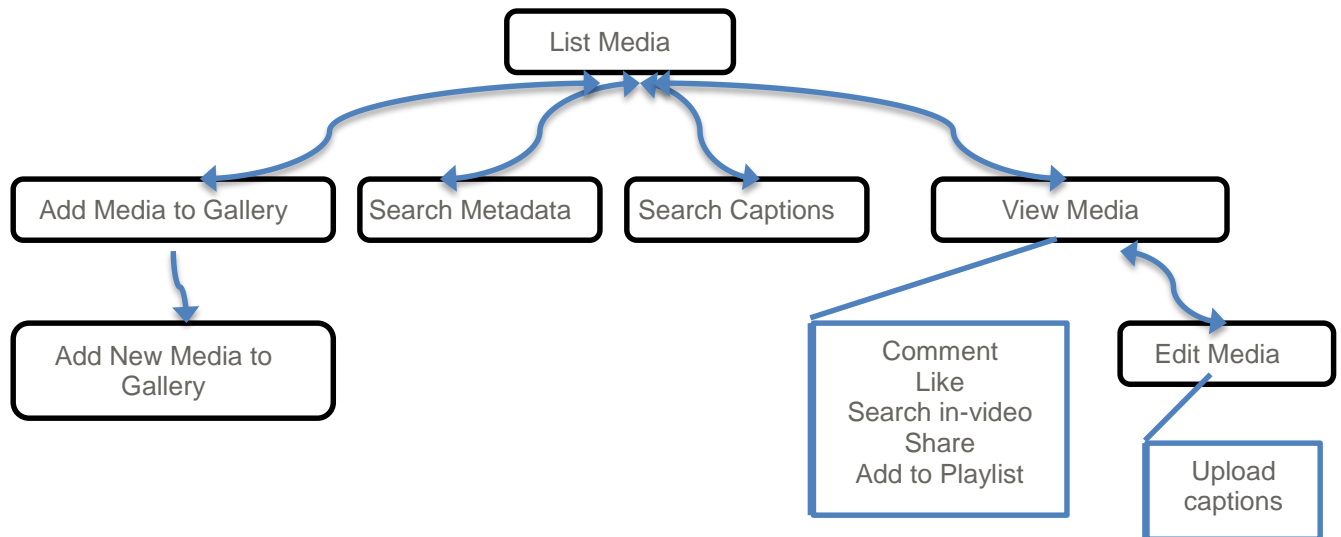 List Media
Add Media to Gallery
Search Metadata
Search Captions
View Media
Add New Media to
Gallery
Comment
Like
Search in-video
Share
Add to Playlist
Edit Media
Upload
captions